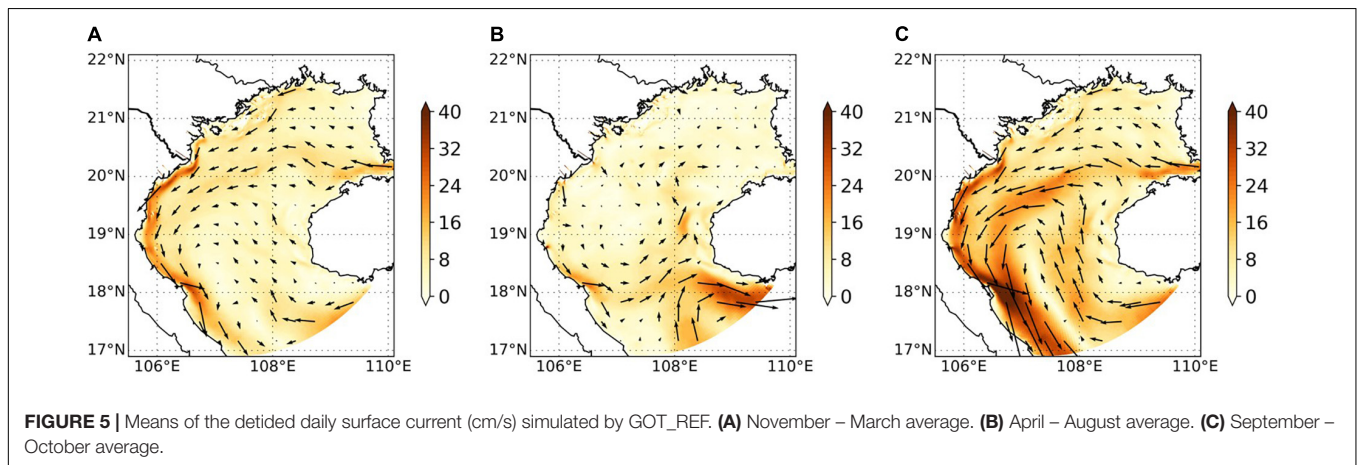 A B C
22°N 22°N 22°N
21°N 21°N 21°N
20°N 20°N 20°N
19°N 19°N 19°N
18°N 18°N 18°N
17°N 17°N 17°N
106°E 108°E 110°E 106°E 108°E 110°E 106°E 108°E 110°E
40 40 40
32 32 32
24 24 24
16 16 16
8 8 8
0 0 0
FIGURE 5 | Means of the detided daily surface current (cm/s) simulated by GOT_REF. (A) November – March average. (B) April – August average. (C) September –
October average.